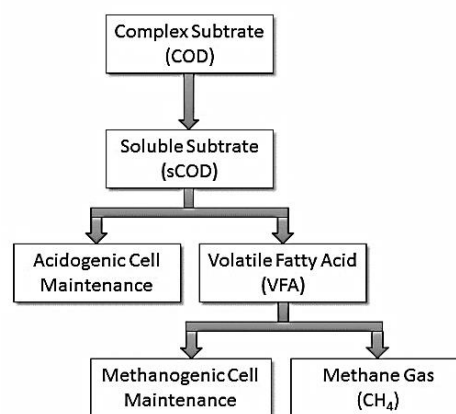 Complex Subtrate
(COD)
Soluble Subtrate
(sCOD)
Acidogenic Cell
Maintenance
Volatile Fatty Acid
(VFA)
Methanogenic Cell
Maintenance
Methane Gas
(CH₄)